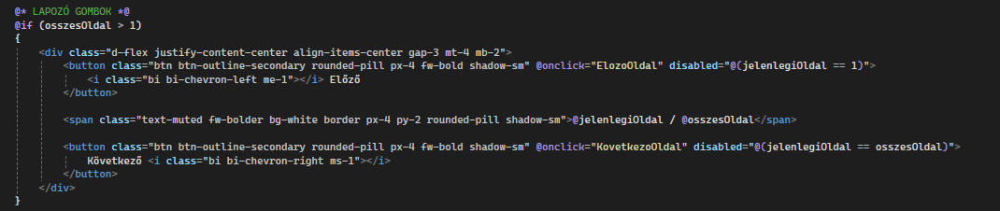 @* LAPOZÓ GOMBOK *@
@if (osszesOldal > 1)
{
<div class="d-flex justify-content-center align-items-center gap-3 mt-4 mb-2">
<button class="btn btn-outline-secondary rounded-pill px-4 fw-bold shadow-sm" @onclick="ElozoOldal" disabled="@(jelenlegiOldal == 1)">
<i class="bi bi-chevron-left me-1"></i> Előző
</button>
<span class="text-muted fw-bolder bg-white border px-4 py-2 rounded-pill shadow-sm">@jelenlegiOldal / @osszesOldal</span>
<button class="btn btn-outline-secondary rounded-pill px-4 fw-bold shadow-sm" @onclick="KovetkezoOldal" disabled="@(jelenlegiOldal == osszesOldal)">
Következő <i class="bi bi-chevron-right ms-1"></i>
</button>
</div>
}